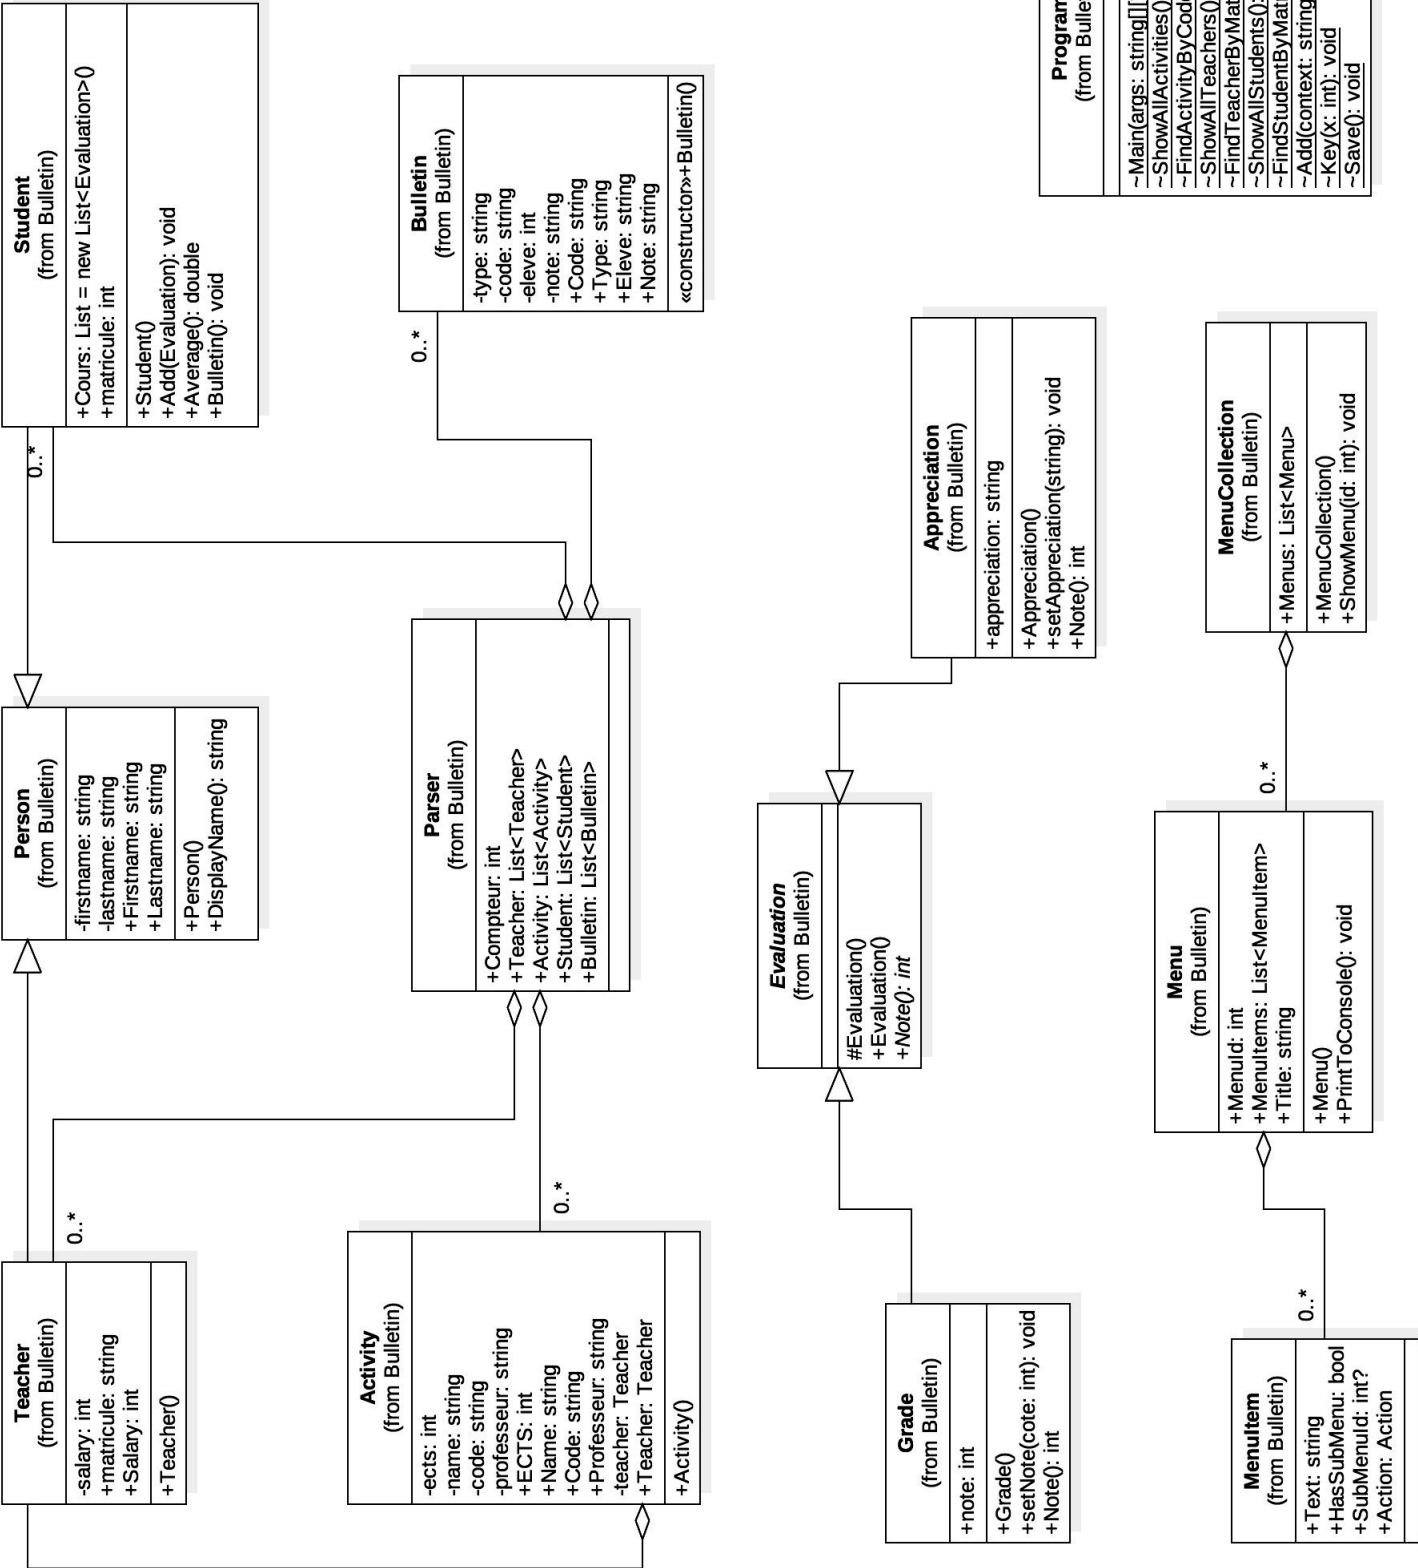 Teacher
(from Bulletin)
-salary: int
+matricule: string
+Salary: int
+Teacher()
0..*
Person
(from Bulletin)
-firstname: string
-lastname: string
+Firstname: string
+Lastname: string
+Person()
+DisplayName(): string
0..*
Student
(from Bulletin)
+Cours: List = new List<Evaluation>()
+matricule: int
+Student()
+Add(Evaluation): void
+Average(): double
+Bulletin(): void
Activity
(from Bulletin)
-ects: int
-name: string
-code: string
-professeur: string
+ECTS: int
+Name: string
+Code: string
+Professeur: string
-teacher: Teacher
+Teacher: Teacher
+Activity()
0..*
Parser
(from Bulletin)
+Compteur: int
+Teacher: List<Teacher>
+Activity: List<Activity>
+Student: List<Student>
+Bulletin: List<Bulletin>
0..*
Bulletin
(from Bulletin)
-type: string
-code: string
-eleve: int
-note: string
+Code: string
+Type: string
+Eleve: string
+Note: string
«constructor»+Bulletin()
Grade
(from Bulletin)
+note: int
+Grade()
+setNote(cote: int): void
+Note(): int
Evaluation
(from Bulletin)
#Evaluation()
+Evaluation()
+Note(): int
Appreciation
(from Bulletin)
+appreciation: string
+Appreciation()
+setAppreciation(string): void
+Note(): int
MenuItem
(from Bulletin)
+Text: string
+HasSubMenu: bool
+SubMenuId: int?
+Action: Action
0..*
Menu
(from Bulletin)
+MenuId: int
+MenuItems: List<MenuItem>
+Title: string
+Menu()
+PrintToConsole(): void
0..*
MenuCollection
(from Bulletin)
+Menus: List<Menu>
+MenuCollection()
+ShowMenu(id: int): void
Program
(from Bullet
~Main(args: string[]
~ShowAllActivities()
~FindActivityByCod
~ShowAllTeachers()
~FindTeacherByMat
~ShowAllStudents():
~FindStudentByMat
~Add(context: string
~Key(x: int): void
~Save(): void